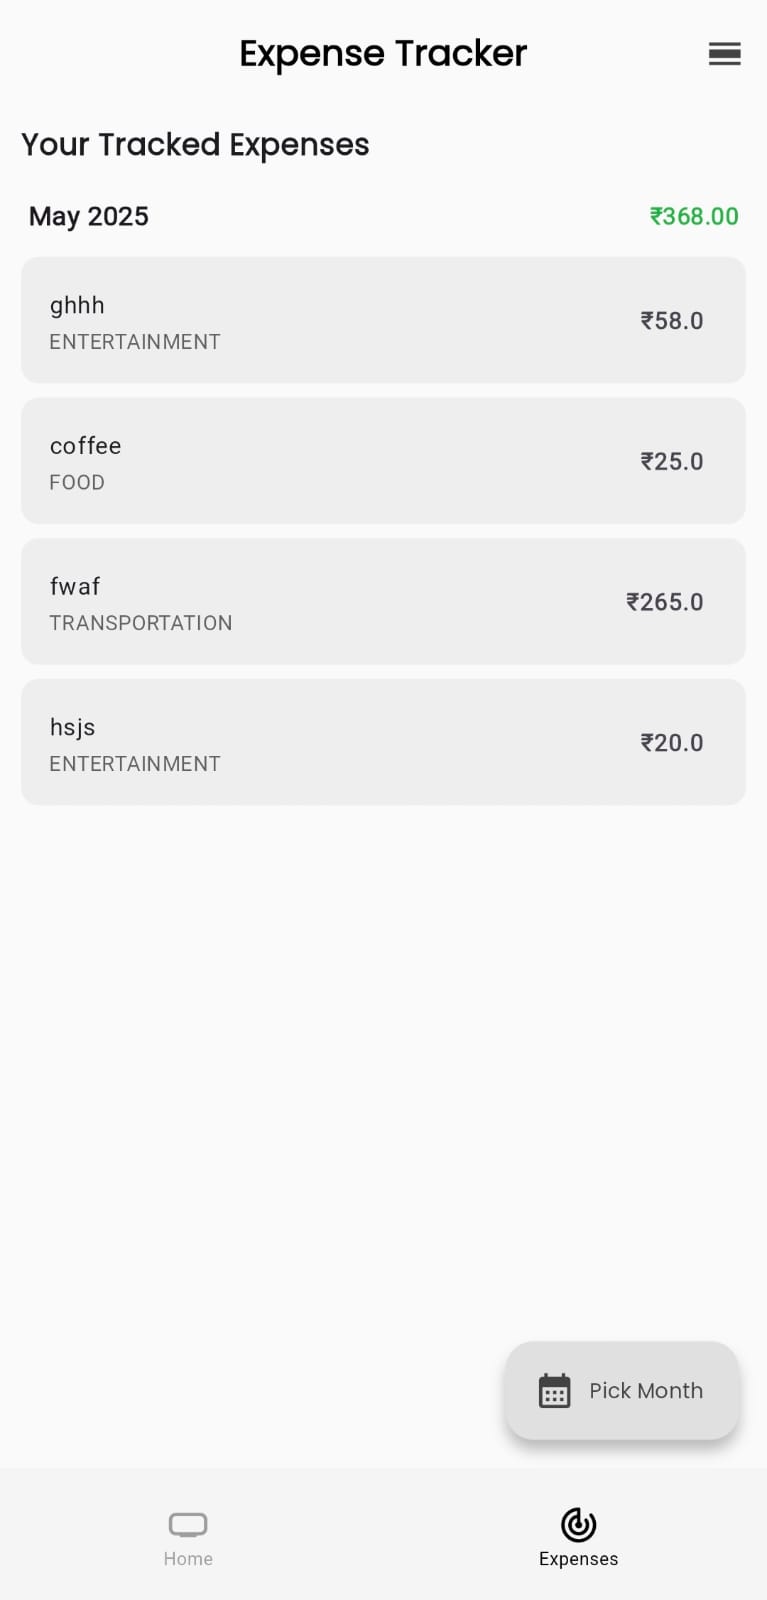 Expense Tracker
Your Tracked Expenses
May 2025 ₹368.00
ghhh
ENTERTAINMENT
₹58.0
coffee
FOOD
₹25.0
fwaf
TRANSPORTATION
₹265.0
hsjs
ENTERTAINMENT
₹20.0
Pick Month
Home Expenses